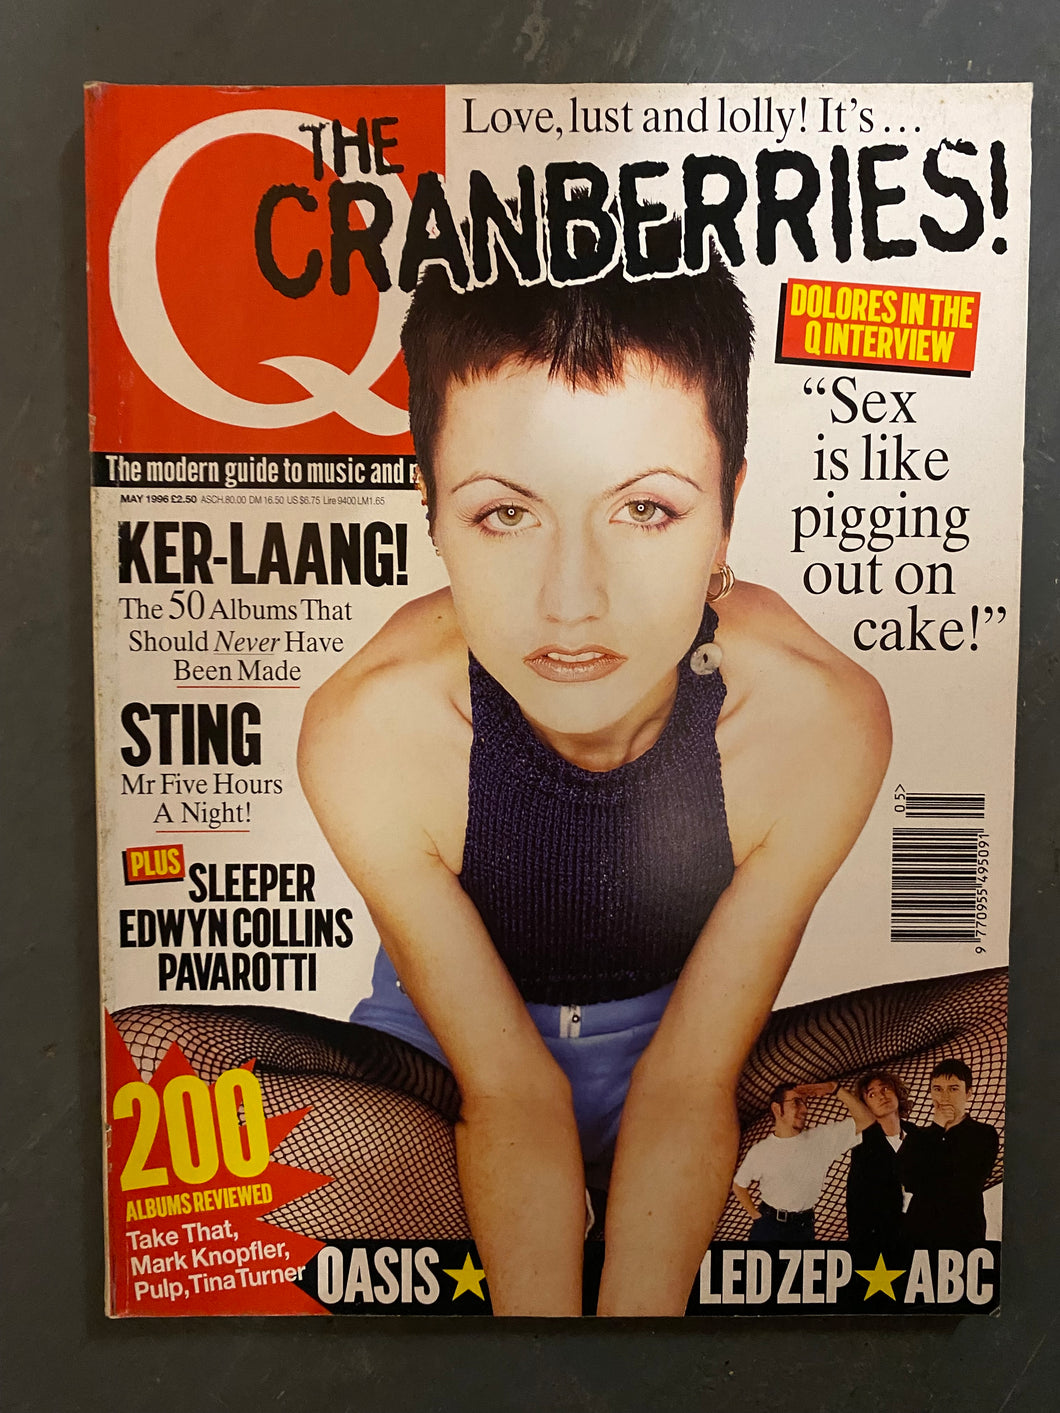 Q
Love, lust and lolly! It's...
THE
CRANBERRIES!
DOLORES IN THE
Q INTERVIEW
"Sex
is like
pigging
out on
cake!"
The modern guide to music and
MAY 1996 £2.50 ASCH.80.00 DM 16.50 US $6.75 Lire 9400 LM1.65
KER-LAANG!
The 50 Albums That
Should Never Have
Been Made
STING
Mr Five Hours
A Night!
PLUS
SLEEPER
EDWYN COLLINS
PAVAROTTI
05>
9 770955 495091
200
ALBUMS REVIEWED
Take That,
Mark Knopfler,
Pulp, Tina Turner
OASIS ★ LED ZEP ★ ABC